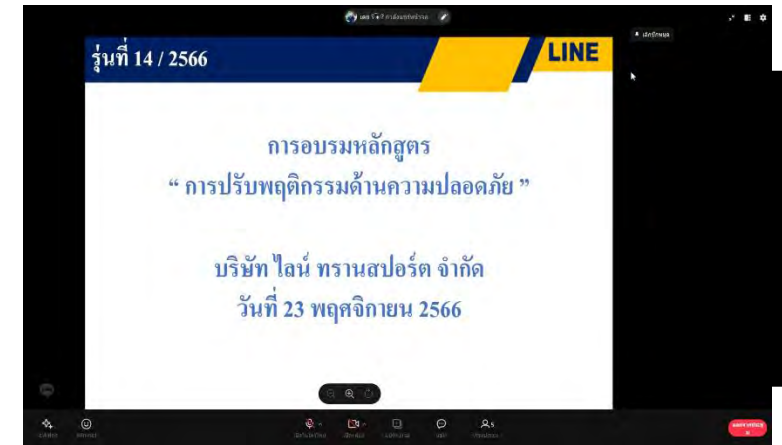 รุ่นที่ 14 / 2566
LINE
การอบรมหลักสูตร
“ การปรับพฤติกรรมด้านความปลอดภัย ”
บริษัท ไลน์ ทรานสปอร์ต จำกัด
วันที่ 23 พฤศจิกายน 2566